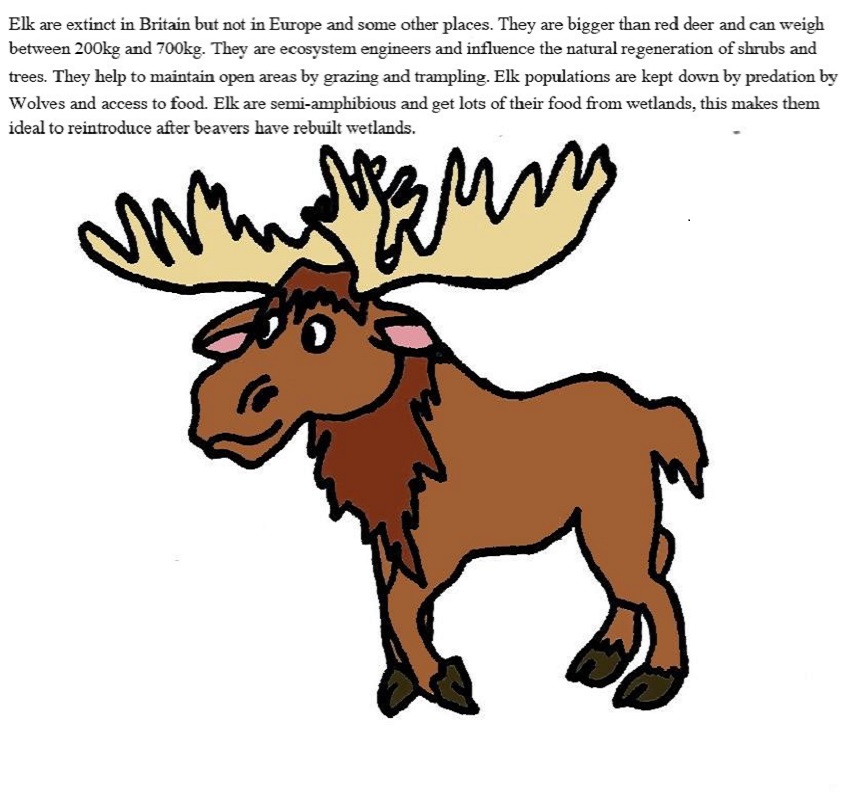 Elk are extinct in Britain but not in Europe and some other places. They are bigger than red deer and can weigh
between 200kg and 700kg. They are ecosystem engineers and influence the natural regeneration of shrubs and
trees. They help to maintain open areas by grazing and trampling. Elk populations are kept down by predation by
Wolves and access to food. Elk are semi-amphibious and get lots of their food from wetlands, this makes them
ideal to reintroduce after beavers have rebuilt wetlands.